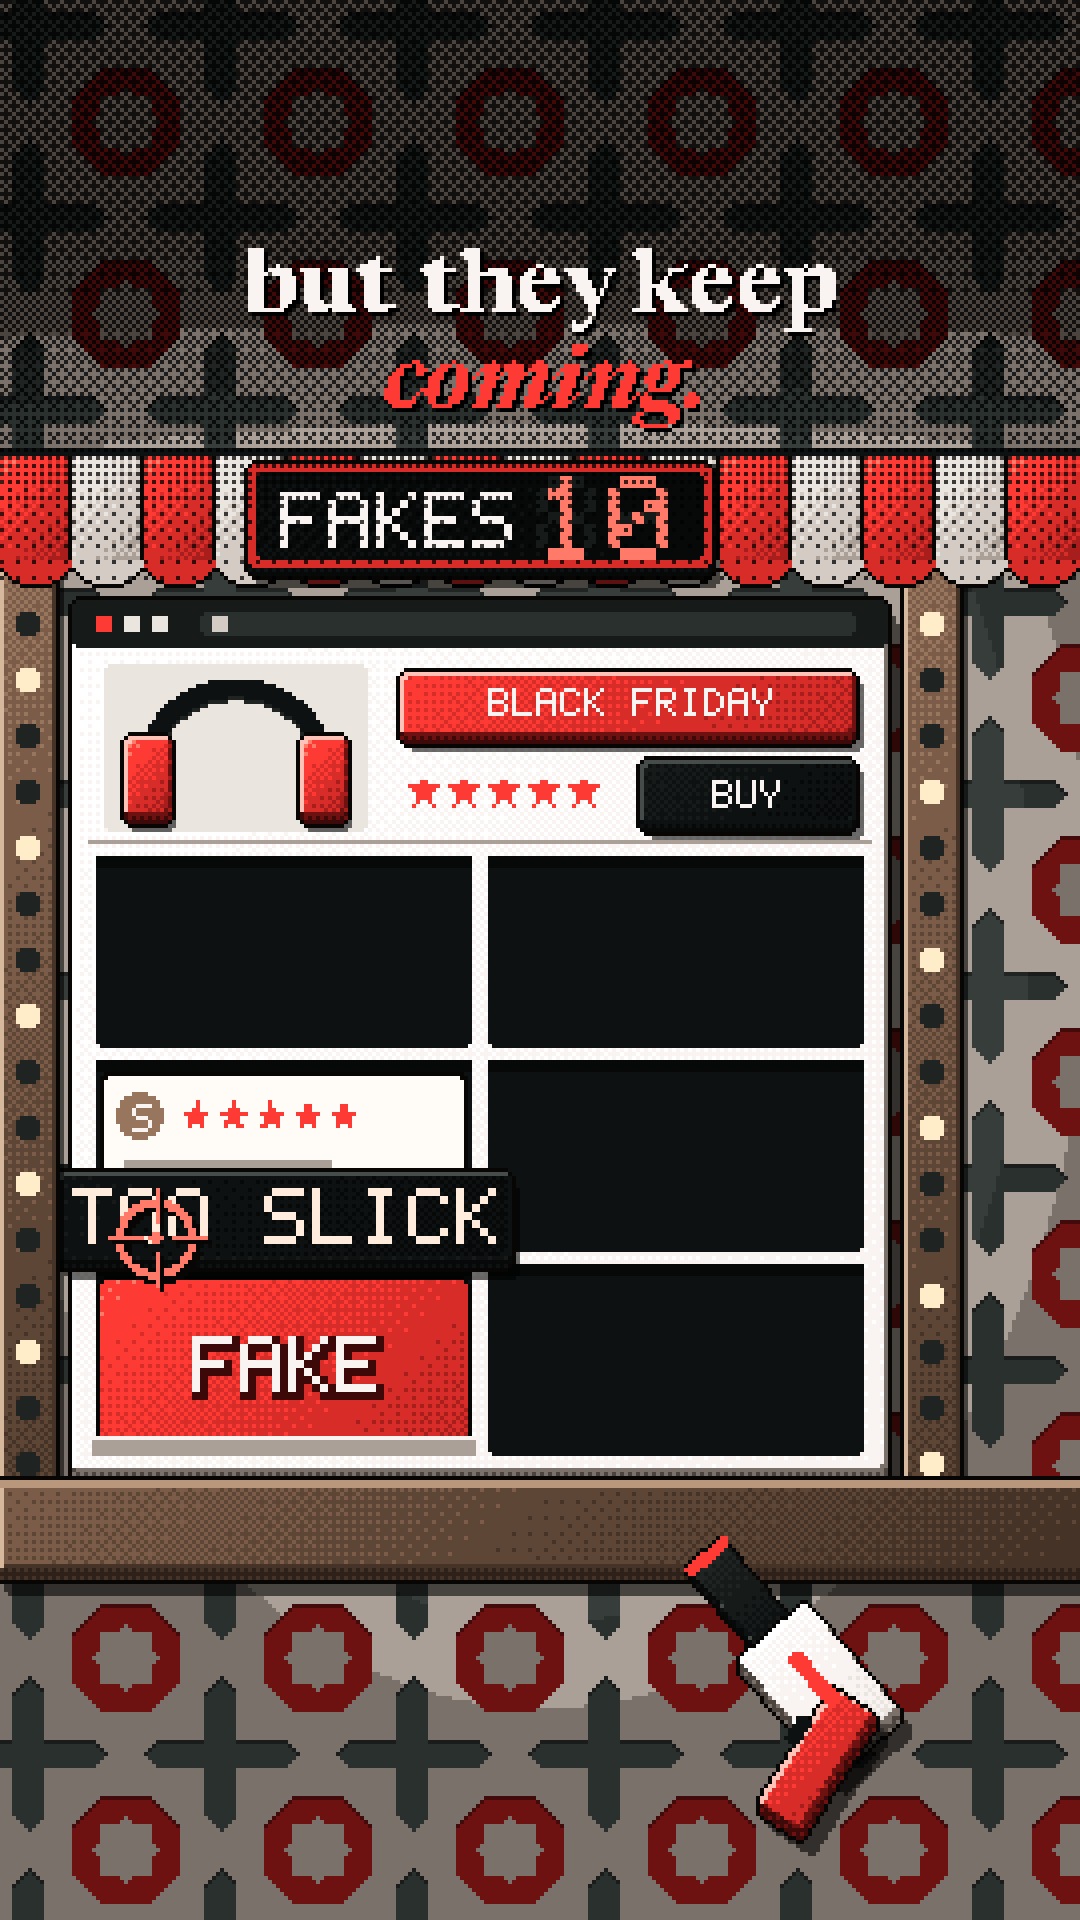 but they keep
coming.
FAKES 10
BLACK FRIDAY
BUY
S
TOO SLICK
FAKE